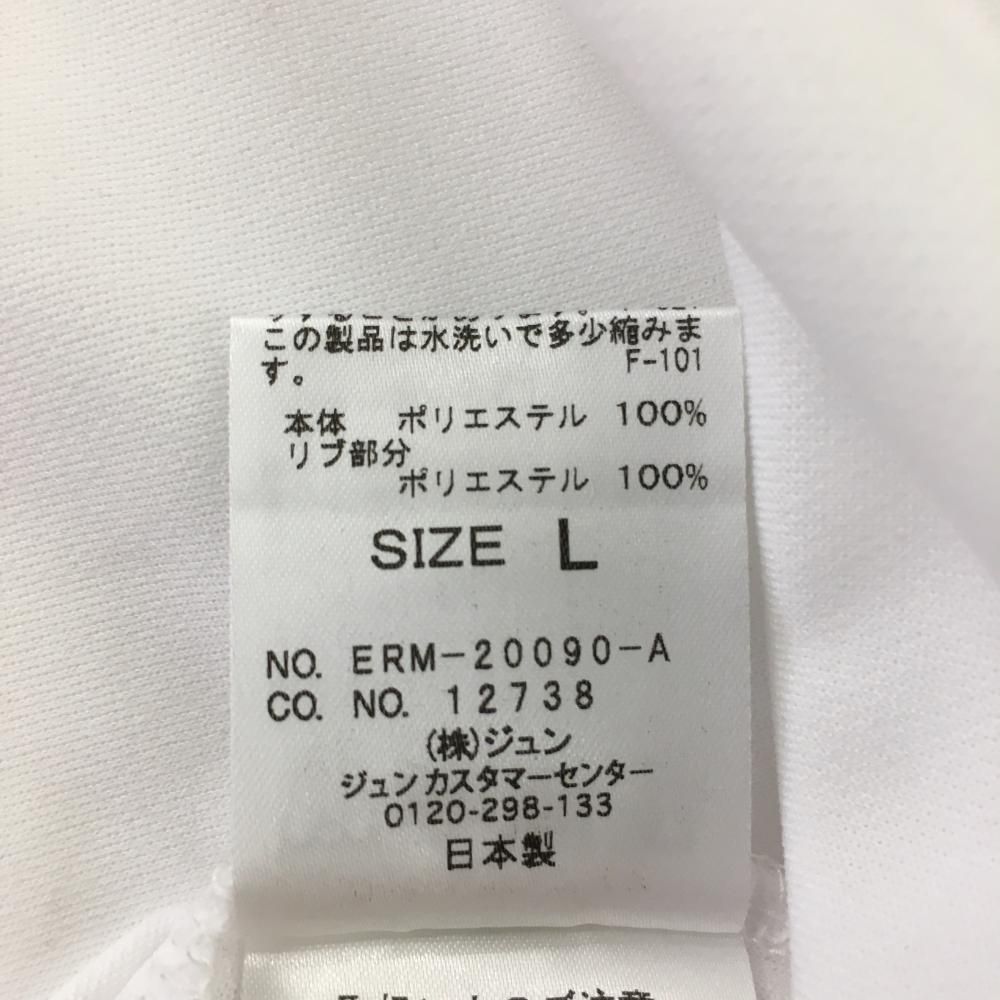 この製品は水洗いで多少縮みま
す。 F-101
本体 ポリエステル 100%
リブ部分
ポリエステル 100%
SIZE L
NO. ERM-20090-A
CO. NO. 12738
(株)ジュン
ジュンカスタマーセンター
0120-298-133
日本製